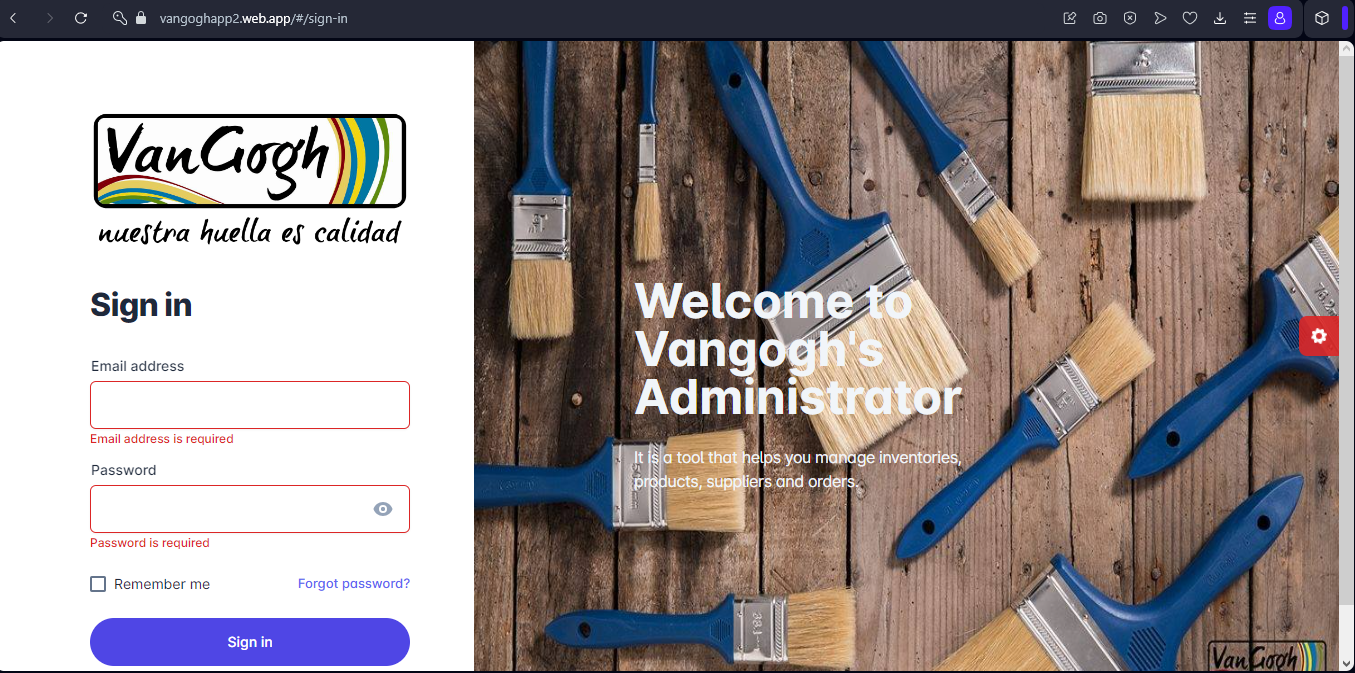 vangoghapp2.web.app/#/sign-in
VanGogh
nuestra huella es calidad
Sign in
Email address
Email address is required
Password
Password is required
Remember me
Forgot password?
Sign in
Welcome to
Vangogh's
Administrator
It is a tool that helps you manage inventories,
products, suppliers and orders.
VanGogh